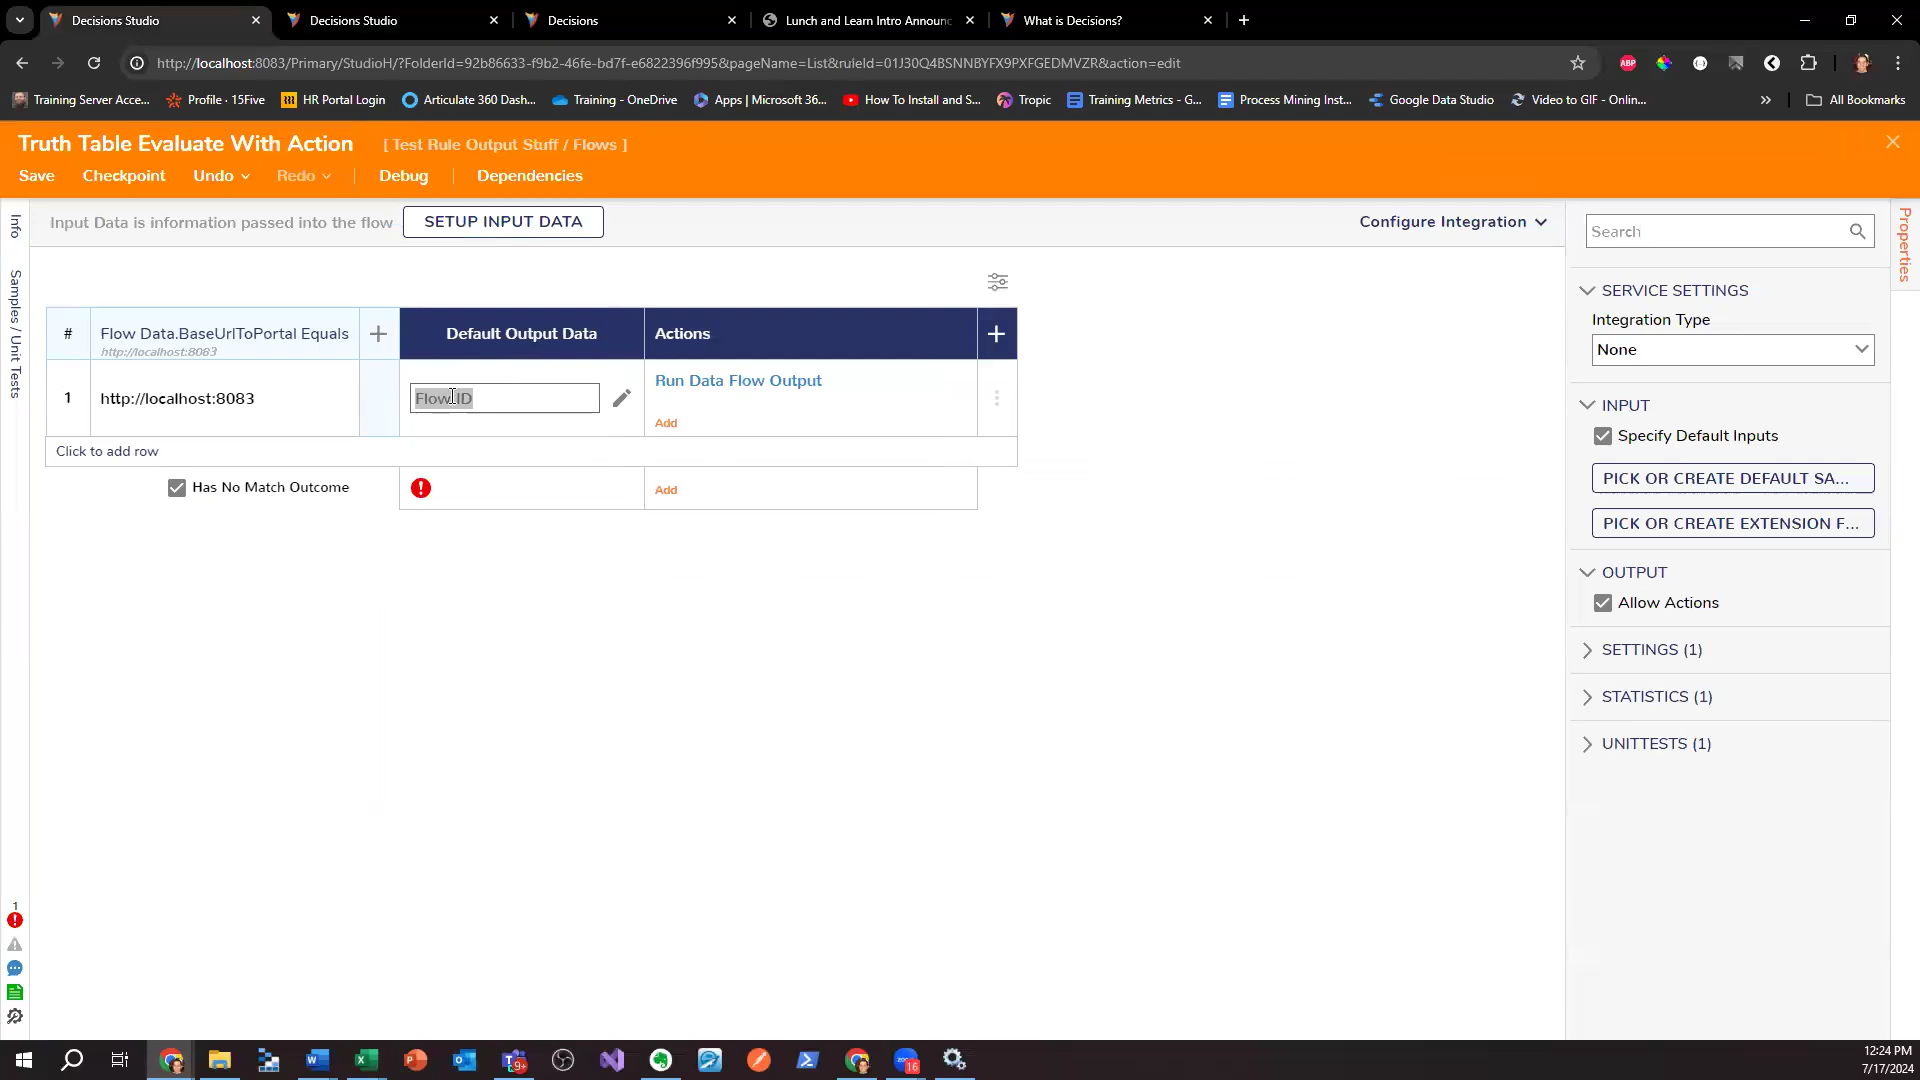 Decisions Studio
Decisions Studio
Decisions
Lunch and Learn Intro Announc
What is Decisions?
http://localhost:8083/Primary/StudioH/?FolderId=92b86633-f9b2-46fe-bd7f-e6822396f995&pageName=List&ruleId=01J30Q4BSNNBYFX9PXFGEDMVZR&action=edit
ABP
Training Server Acce...
Profile · 15Five
HR Portal Login
Articulate 360 Dash...
Training - OneDrive
Apps | Microsoft 36...
How To Install and S...
Tropic
Training Metrics - G...
Process Mining Inst...
Google Data Studio
Video to GIF - Onlin...
All Bookmarks
Truth Table Evaluate With Action [ Test Rule Output Stuff / Flows ]
Save Checkpoint Undo Redo Debug Dependencies
Info
Samples / Unit Tests
Input Data is information passed into the flow SETUP INPUT DATA Configure Integration
# Flow Data.BaseUrlToPortal Equals Default Output Data Actions
http://localhost:8083
1 http://localhost:8083 Flow ID Run Data Flow Output
Add
Click to add row
Has No Match Outcome Add
Search
Properties
SERVICE SETTINGS
Integration Type
None
INPUT
Specify Default Inputs
PICK OR CREATE DEFAULT SA...
PICK OR CREATE EXTENSION F...
OUTPUT
Allow Actions
SETTINGS (1)
STATISTICS (1)
UNITTESTS (1)
1
9+
16
12:24 PM
7/17/2024